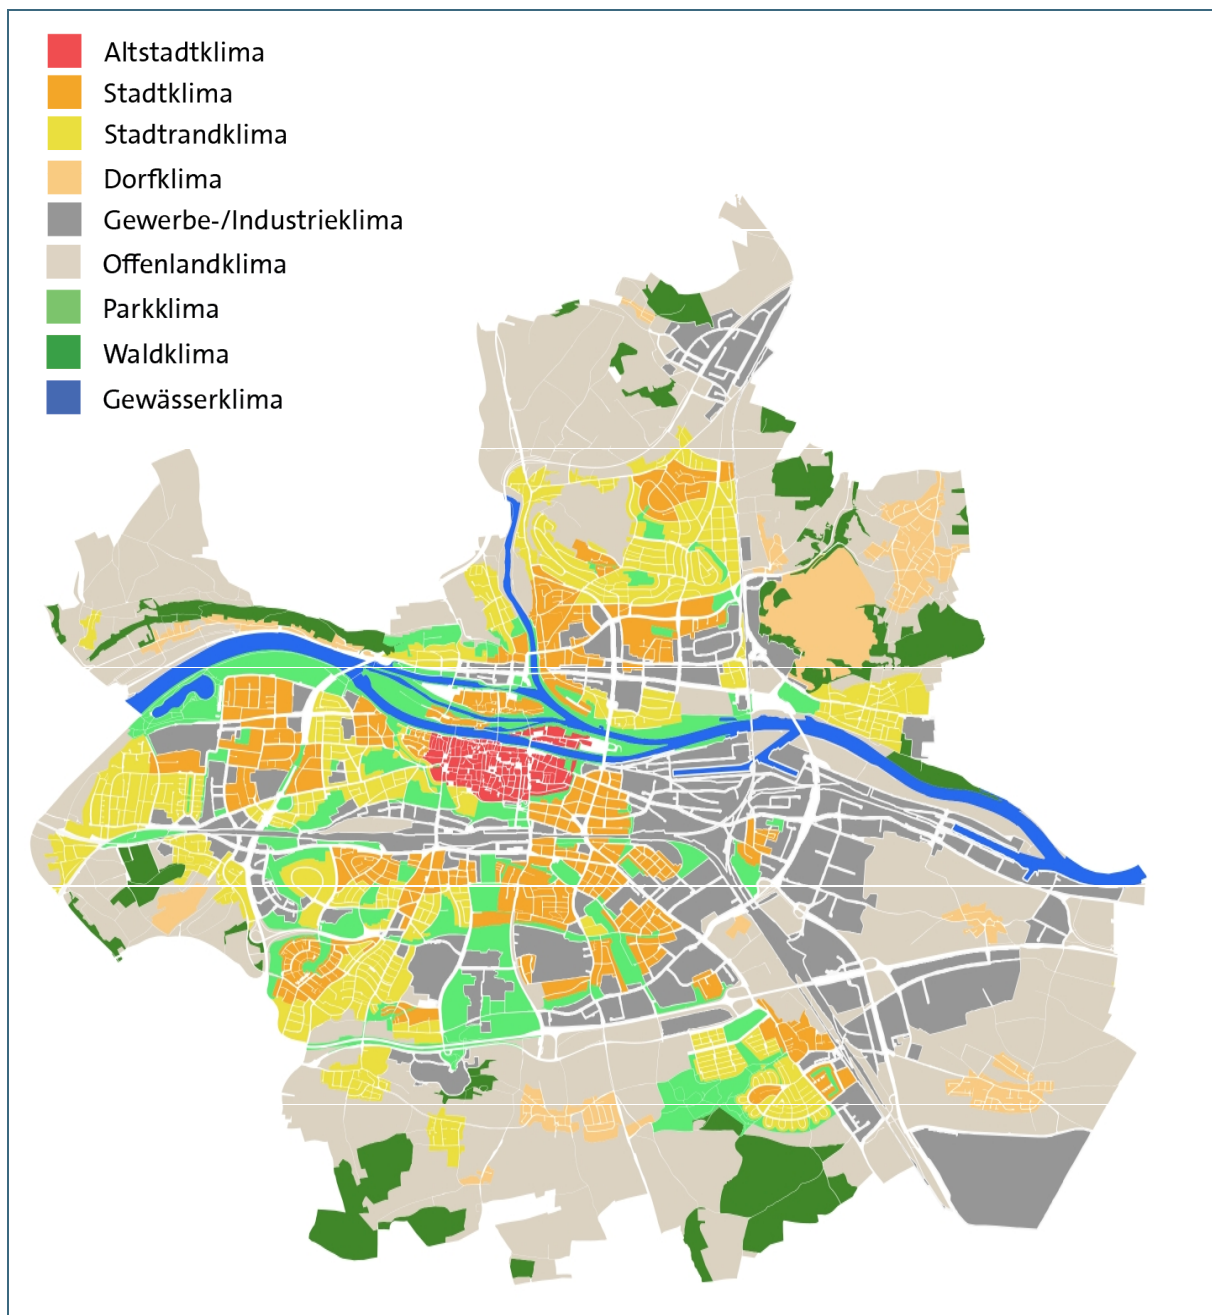 Altstadtklima
Stadtklima
Stadtrandklima
Dorfklima
Gewerbe-/Industrieklima
Offenlandklima
Parkklima
Waldklima
Gewässerklima